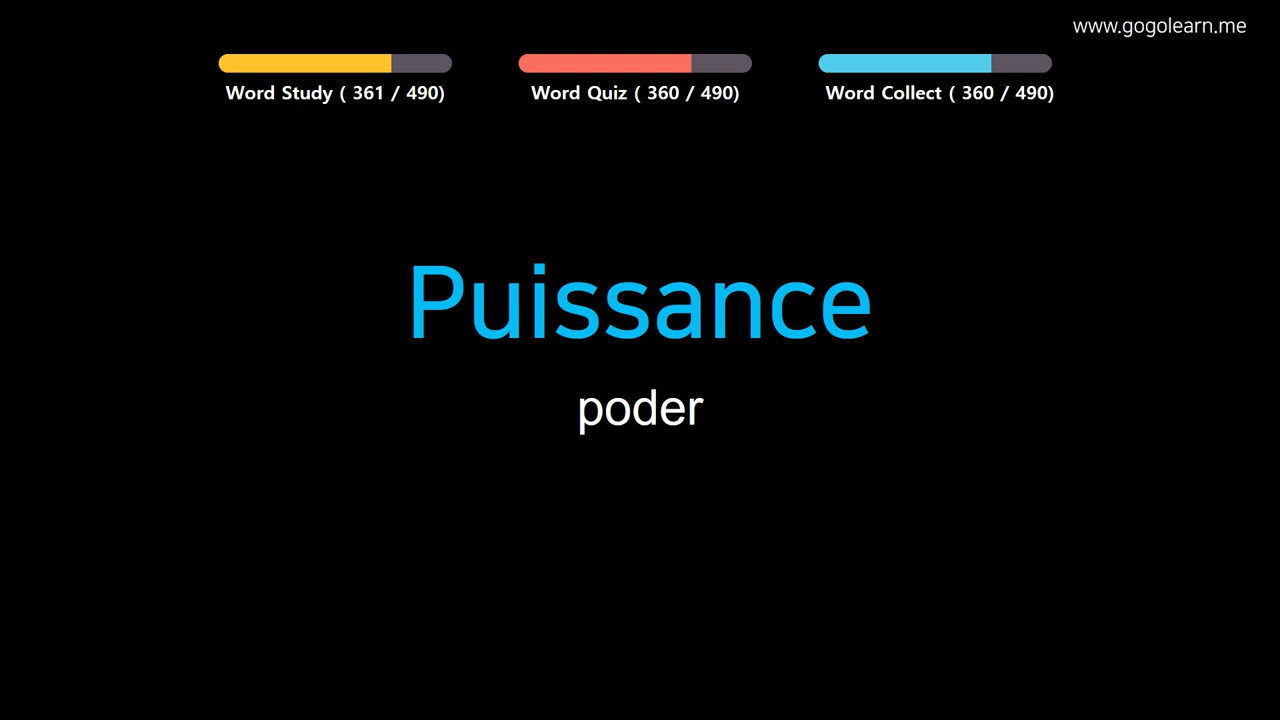 www.gogolearn.me
Word Study ( 361 / 490)
Word Quiz ( 360 / 490)
Word Collect ( 360 / 490)
Puissance
poder